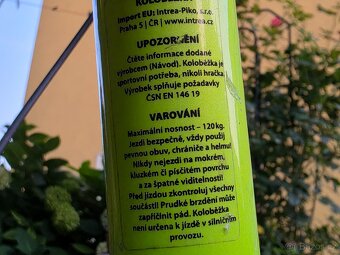 KOLOBĚŽKA
Import EU: Intrea-Piko, s.r.o.
Praha 5 | ČR | www.intrea.cz
UPOZORNĚNÍ
Čtěte informace dodané
výrobcem (Návod). Koloběžka je
sportovní potřeba, nikoli hračka.
Výrobek splňuje požadavky
ČSN EN 14619
VAROVÁNÍ
Maximální nosnost – 120kg.
Jezdi bezpečně, vždy použij
pevnou obuv, chrániče a helmu!
Nikdy nejezdi na mokrém,
kluzkém či písčitém povrchu
a za špatné viditelnosti!
Před jízdou zkontroluj všechny
součásti! Prudké brzdění může
zapříčinit pád. Koloběžka
není určena k jízdě v silničním
provozu.